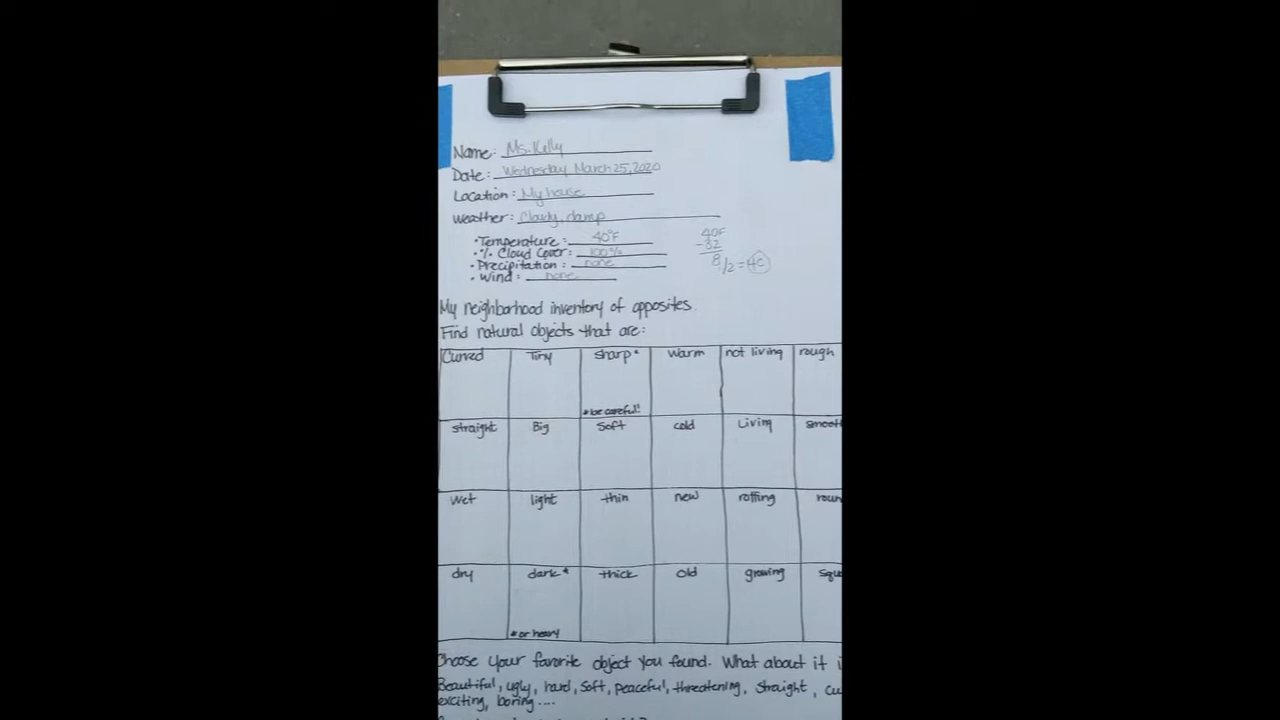 Name: Ms. Kelly
Date: Wednesday, March 25, 2020
Location: My house
Weather: Cloudy, damp
• Temperature: 40°F
• % Cloud Cover: 100%
• Precipitation: none
• Wind: none
40F
-32
8/2 = 4C
My neighborhood inventory of opposites.
Find natural objects that are:
Curved Tiny sharp* warm not living rough
*be careful!
straight Big Soft cold Living smooth
wet light thin new rotting roun
dry dark* thick old growing squ
*or heavy
Choose your favorite object you found. What about it i
Beautiful, ugly, hard, soft, peaceful, threatening, straight, cu
exciting, boring....